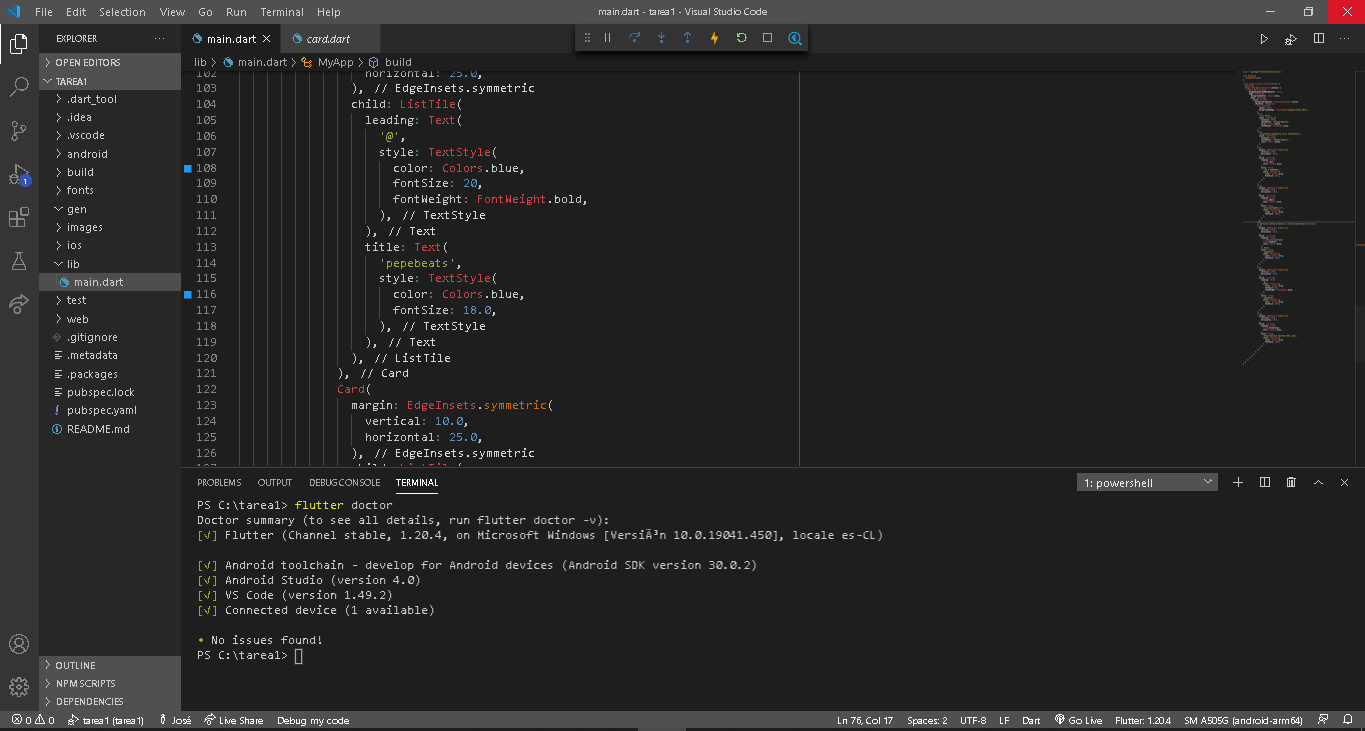 File Edit Selection View Go Run Terminal Help main.dart - tarea1 - Visual Studio Code
EXPLORER ...
main.dart card.dart
OPEN EDITORS
TAREA1
.dart_tool
.idea
.vscode
android
build
fonts
gen
images
ios
lib
main.dart
test
web
.gitignore
.metadata
.packages
pubspec.lock
! pubspec.yaml
README.md
OUTLINE
NPM SCRIPTS
DEPENDENCIES
1
lib > main.dart > MyApp > build
102 horizontal: 25.0,
103 ), // EdgeInsets.symmetric
104 child: ListTile(
105 leading: Text(
106 '@',
107 style: TextStyle(
108 color: Colors.blue,
109 fontSize: 20,
110 fontWeight: FontWeight.bold,
111 ), // TextStyle
112 ), // Text
113 title: Text(
114 'pepebeats',
115 style: TextStyle(
116 color: Colors.blue,
117 fontSize: 18.0,
118 ), // TextStyle
119 ), // Text
120 ), // ListTile
121 ), // Card
122 Card(
123 margin: EdgeInsets.symmetric(
124 vertical: 10.0,
125 horizontal: 25.0,
126 ), // EdgeInsets.symmetric
PROBLEMS OUTPUT DEBUG CONSOLE TERMINAL 1: powershell
PS C:\tarea1> flutter doctor
Doctor summary (to see all details, run flutter doctor -v):
[√] Flutter (Channel stable, 1.20.4, on Microsoft Windows [VersiÃ³n 10.0.19041.450], locale es-CL)
[√] Android toolchain - develop for Android devices (Android SDK version 30.0.2)
[√] Android Studio (version 4.0)
[√] VS Code (version 1.49.2)
[√] Connected device (1 available)
• No issues found!
PS C:\tarea1>
0 0 tarea1 (tarea1) José Live Share Debug my code Ln 76, Col 17 Spaces: 2 UTF-8 LF Dart Go Live Flutter: 1.20.4 SM A505G (android-arm64)